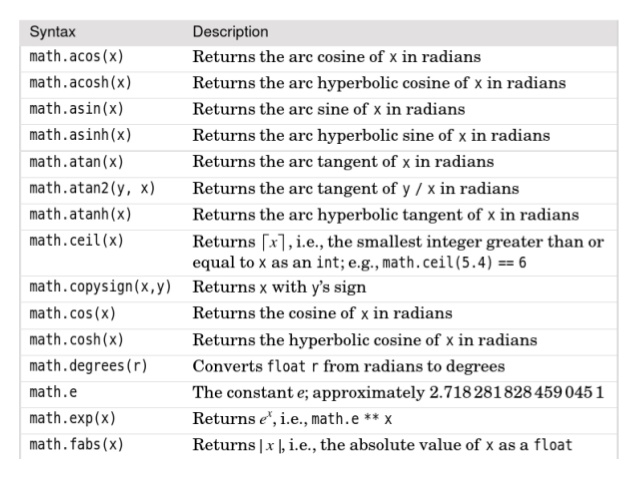 Syntax Description
math.acos(x) Returns the arc cosine of x in radians
math.acosh(x) Returns the arc hyperbolic cosine of x in radians
math.asin(x) Returns the arc sine of x in radians
math.asinh(x) Returns the arc hyperbolic sine of x in radians
math.atan(x) Returns the arc tangent of x in radians
math.atan2(y, x) Returns the arc tangent of y / x in radians
math.atanh(x) Returns the arc hyperbolic tangent of x in radians
math.ceil(x) Returns ⌈x⌉, i.e., the smallest integer greater than or
equal to x as an int; e.g., math.ceil(5.4) == 6
math.copysign(x,y) Returns x with y’s sign
math.cos(x) Returns the cosine of x in radians
math.cosh(x) Returns the hyperbolic cosine of x in radians
math.degrees(r) Converts float r from radians to degrees
math.e The constant e; approximately 2.718 281 828 459 045 1
math.exp(x) Returns eˣ, i.e., math.e ** x
math.fabs(x) Returns | x |, i.e., the absolute value of x as a float